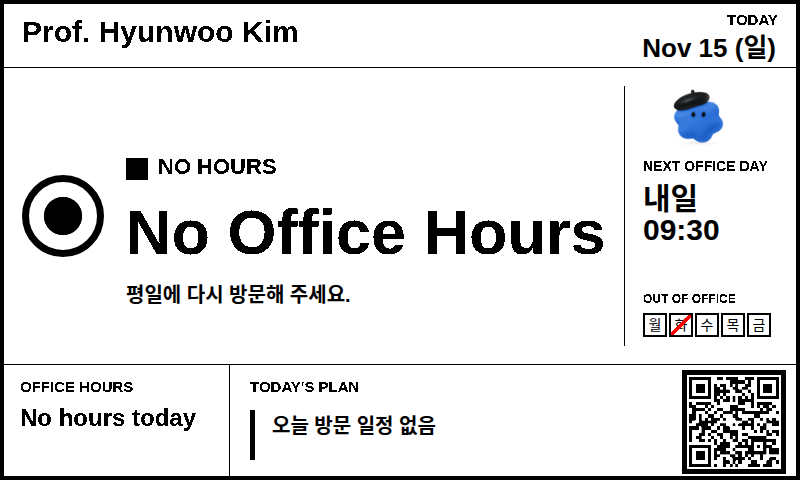 Prof. Hyunwoo Kim
TODAY
Nov 15 (일)
NO HOURS
No Office Hours
평일에 다시 방문해 주세요.
NEXT OFFICE DAY
내일
09:30
OUT OF OFFICE
월 화 수 목 금
OFFICE HOURS
No hours today
TODAY'S PLAN
오늘 방문 일정 없음